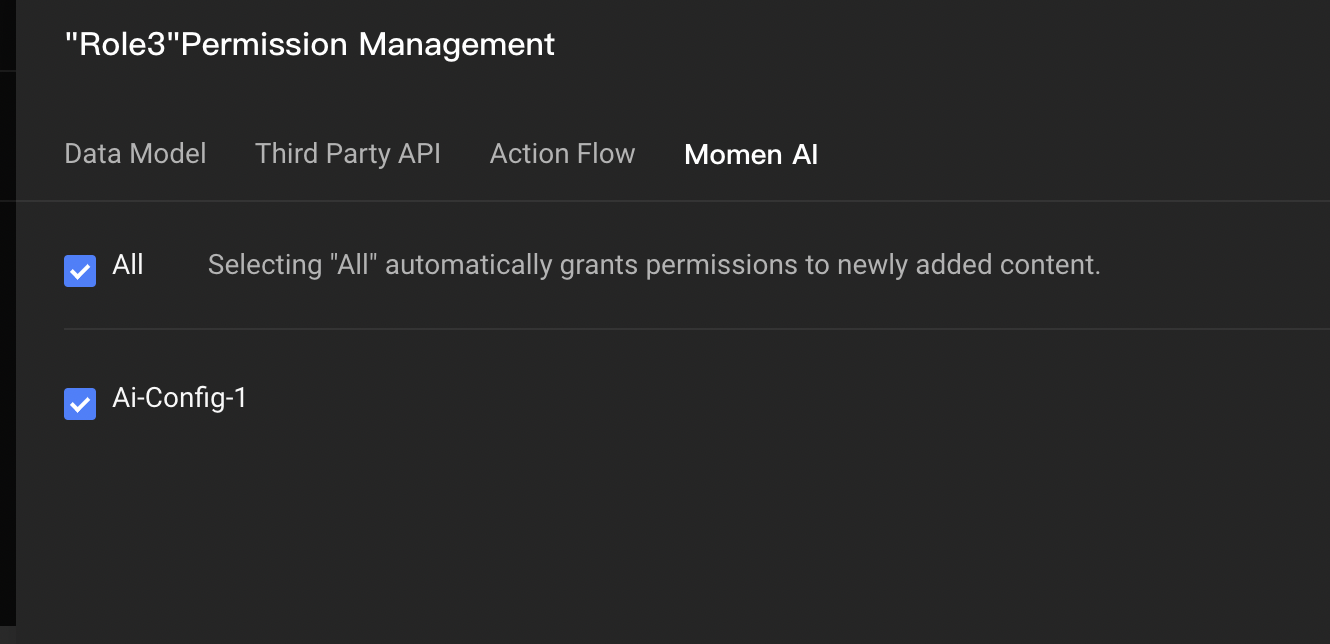 "Role3"Permission Management
Data Model Third Party API Action Flow Momen AI
All Selecting "All" automatically grants permissions to newly added content.
Ai-Config-1